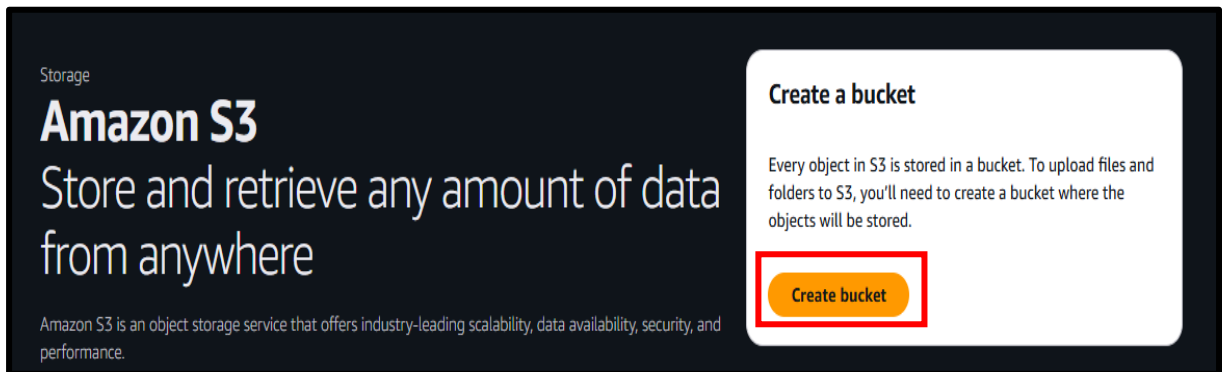 Storage
Amazon S3
Store and retrieve any amount of data
from anywhere
Amazon S3 is an object storage service that offers industry-leading scalability, data availability, security, and
performance.
Create a bucket
Every object in S3 is stored in a bucket. To upload files and
folders to S3, you'll need to create a bucket where the
objects will be stored.
Create bucket